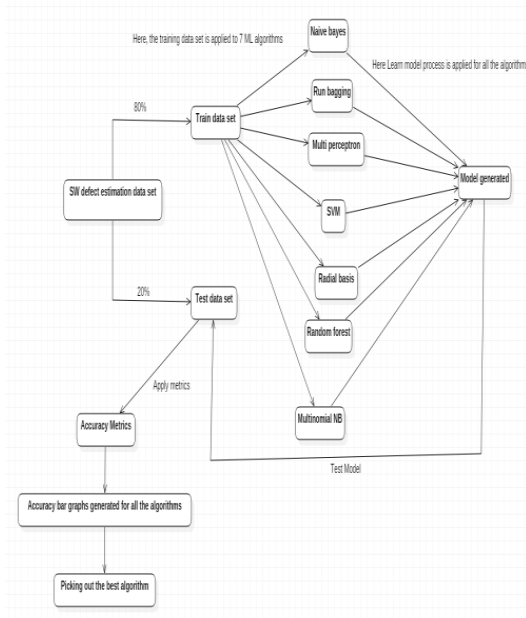 Naive bayes
Here, the training data set is applied to 7 ML algorithms
Here Learn model process is applied for all the algorithm
Run bagging
80%
Train data set
Multi perceptron
Model generated
SW defect estimation data set
SVM
Radial basis
20%
Test data set
Random forest
Apply metrics
Multinomial NB
Accuracy Metrics
Test Model
Accuracy bar graphs generated for all the algorithms
Picking out the best algorithm